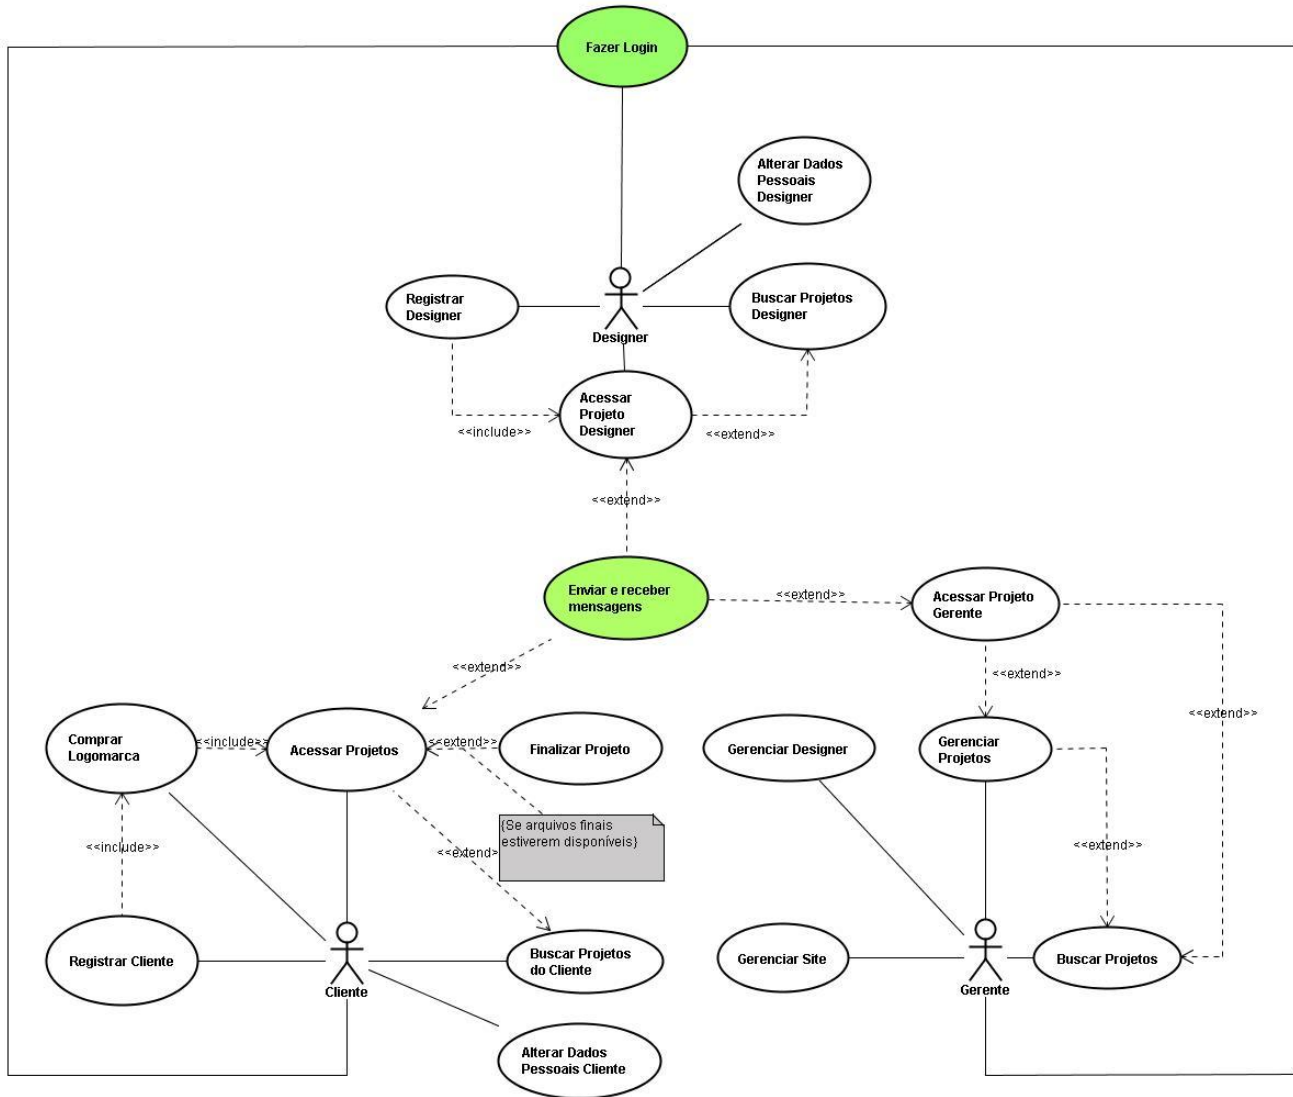 Fazer Login
Alterar Dados
Pessoais
Designer
Registrar
Designer
Buscar Projetos
Designer
Designer
Acessar
Projeto
Designer
<<include>>
<<extend>>
<<extend>>
Enviar e receber
mensagens
<<extend>>
Acessar Projeto
Gerente
<<extend>>
<<extend>>
<<extend>>
Comprar
Logomarca
<<include>>
Acessar Projetos
<<extend>>
Finalizar Projeto
Gerenciar Designer
Gerenciar
Projetos
{Se arquivos finais
estiverem disponíveis}
<<include>>
<<extend>
<<extend>>
Registrar Cliente
Buscar Projetos
do Cliente
Gerenciar Site
Buscar Projetos
Cliente
Gerente
Alterar Dados
Pessoais Cliente